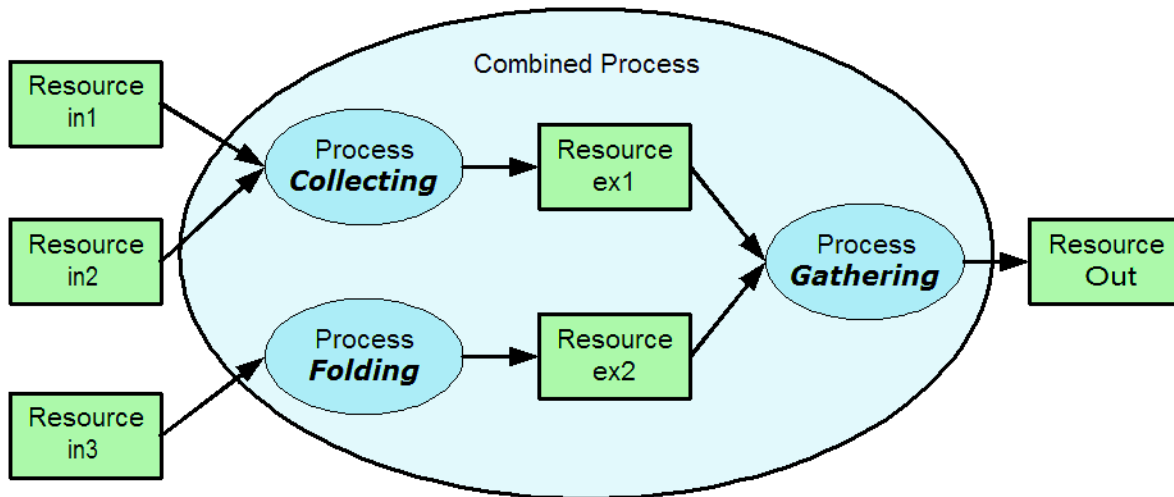 Combined Process
Resource
in1
Resource
in2
Resource
in3
Process
Collecting
Process
Folding
Resource
ex1
Resource
ex2
Process
Gathering
Resource
Out